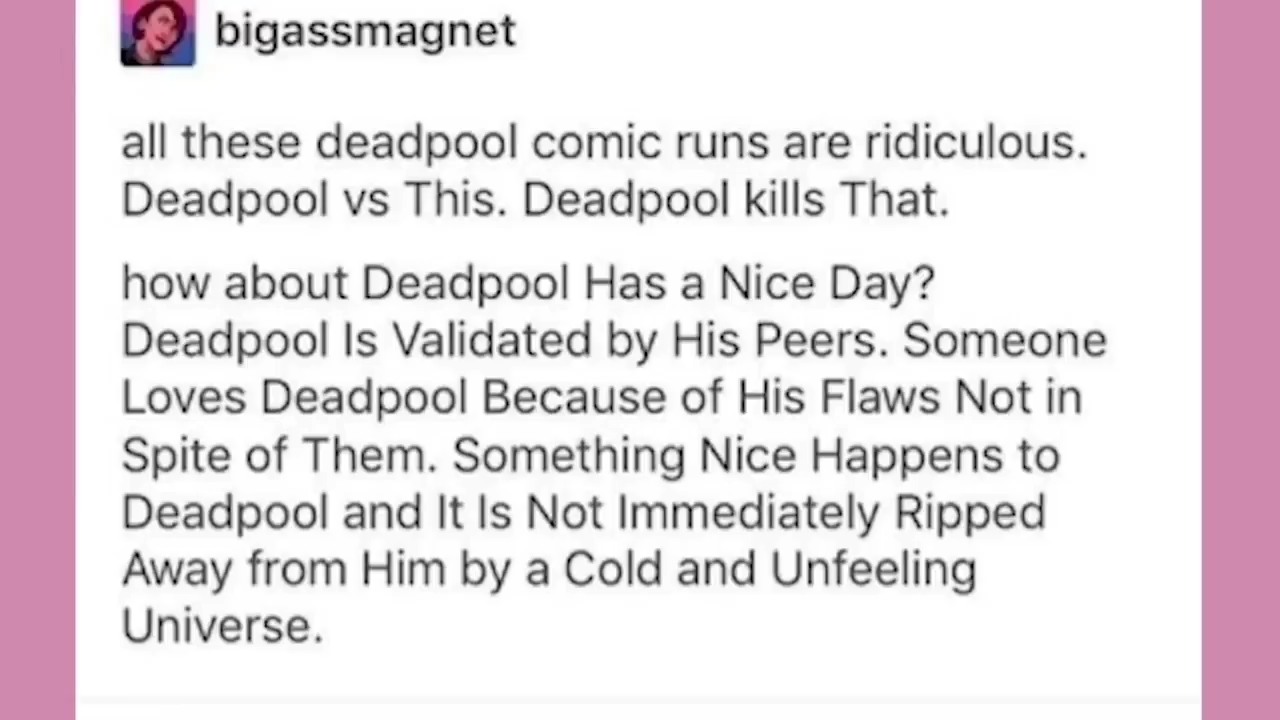 bigassmagnet
all these deadpool comic runs are ridiculous.
Deadpool vs This. Deadpool kills That.
how about Deadpool Has a Nice Day?
Deadpool Is Validated by His Peers. Someone
Loves Deadpool Because of His Flaws Not in
Spite of Them. Something Nice Happens to
Deadpool and It Is Not Immediately Ripped
Away from Him by a Cold and Unfeeling
Universe.